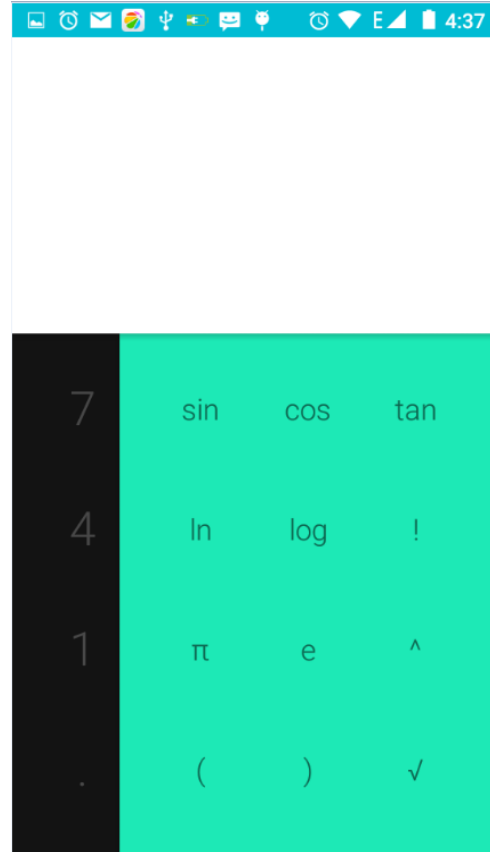 E 4:37
7 sin cos tan
4 ln log !
1 π e ^
. ( ) √